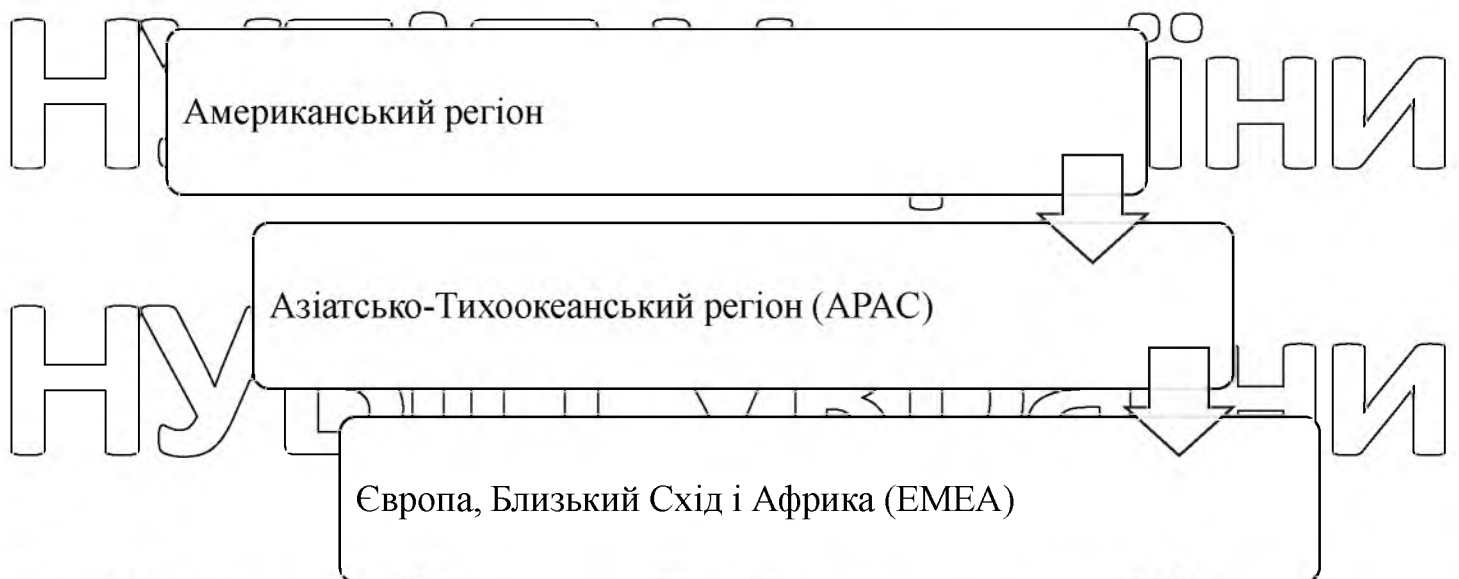 Американський регіон
Азіатсько-Тихоокеанський регіон (APAC)
Європа, Близький Схід і Африка (EMEA)